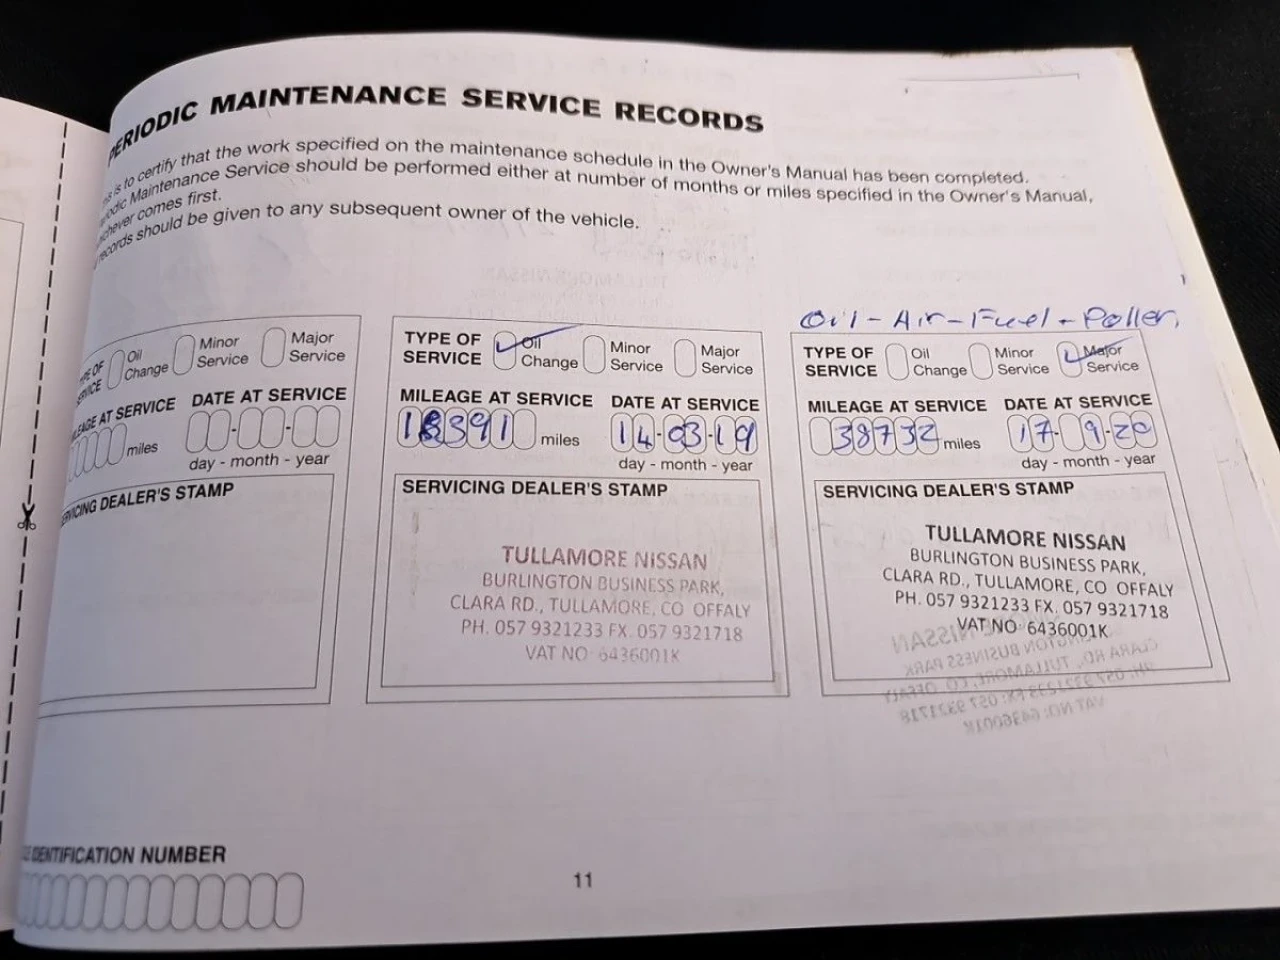 PERIODIC MAINTENANCE SERVICE RECORDS
is to certify that the work specified on the maintenance schedule in the Owner's Manual has been completed.
Maintenance Service should be performed either at number of months or miles specified in the Owner's Manual,
comes first.
records should be given to any subsequent owner of the vehicle.
OF SERVICE Oil Change Minor Service Major Service
AT SERVICE DATE AT SERVICE
miles
day - month - year
SERVICING DEALER'S STAMP
TYPE OF SERVICE Oil Change Minor Service Major Service
MILEAGE AT SERVICE DATE AT SERVICE
18391 miles 14-03-19
day - month - year
SERVICING DEALER'S STAMP
TULLAMORE NISSAN
BURLINGTON BUSINESS PARK,
CLARA RD., TULLAMORE, CO OFFALY
PH. 057 9321233 FX. 057 9321718
VAT NO 6436001K
Oil - Air - Fuel + Pollen
TYPE OF SERVICE Oil Change Minor Service Major Service
MILEAGE AT SERVICE DATE AT SERVICE
38732 miles 17-9-20
day - month - year
SERVICING DEALER'S STAMP
TULLAMORE NISSAN
BURLINGTON BUSINESS PARK,
CLARA RD., TULLAMORE, CO OFFALY
PH. 057 9321233 FX. 057 9321718
VAT NO 6436001K
IDENTIFICATION NUMBER
11